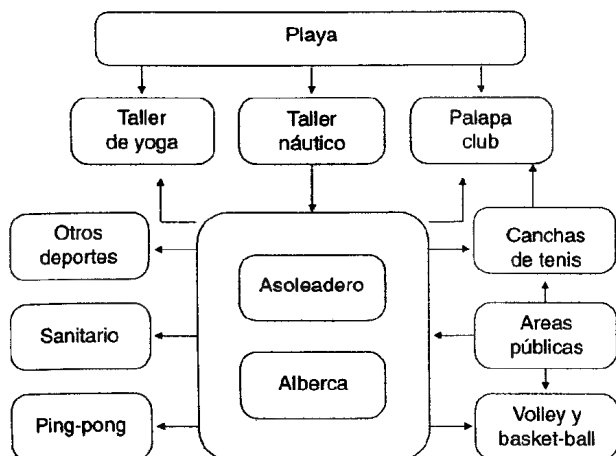 Playa
Taller
de yoga
Taller
náutico
Palapa
club
Otros
deportes
Asoleadero
Canchas
de tenis
Sanitario
Alberca
Areas
públicas
Ping-pong
Volley y
basket-ball